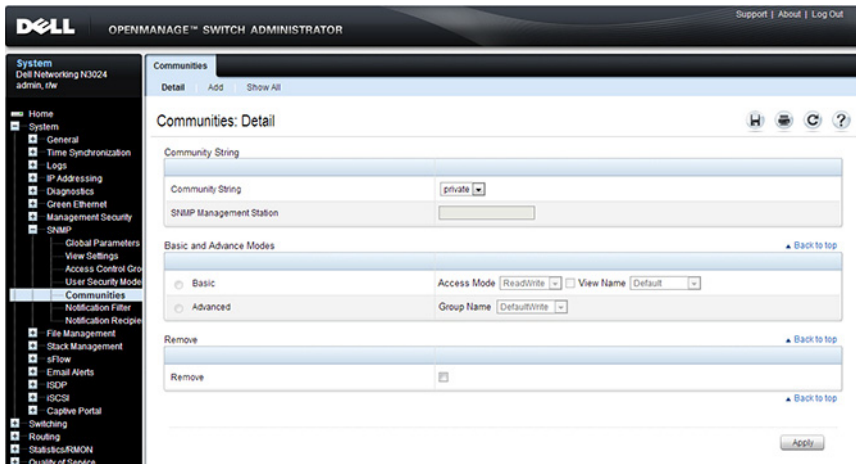 DELL OPENMANAGE™ SWITCH ADMINISTRATOR
Support | About | Log Out
System
Dell Networking N3024
admin, r/w
Home
System
General
Time Synchronization
Logs
IP Addressing
Diagnostics
Green Ethernet
Management Security
SNMP
Global Parameters
View Settings
Access Control Gro
User Security Mode
Communities
Notification Filter
Notification Recipie
File Management
Stack Management
sFlow
Email Alerts
ISDP
iSCSI
Captive Portal
Switching
Routing
Statistics/RMON
Quality of Service
Communities
Detail Add Show All
Communities: Detail
Community String
Community String private
SNMP Management Station
Basic and Advance Modes Back to top
Basic Access Mode ReadWrite View Name Default
Advanced Group Name DefaultWrite
Remove Back to top
Remove
Back to top
Apply